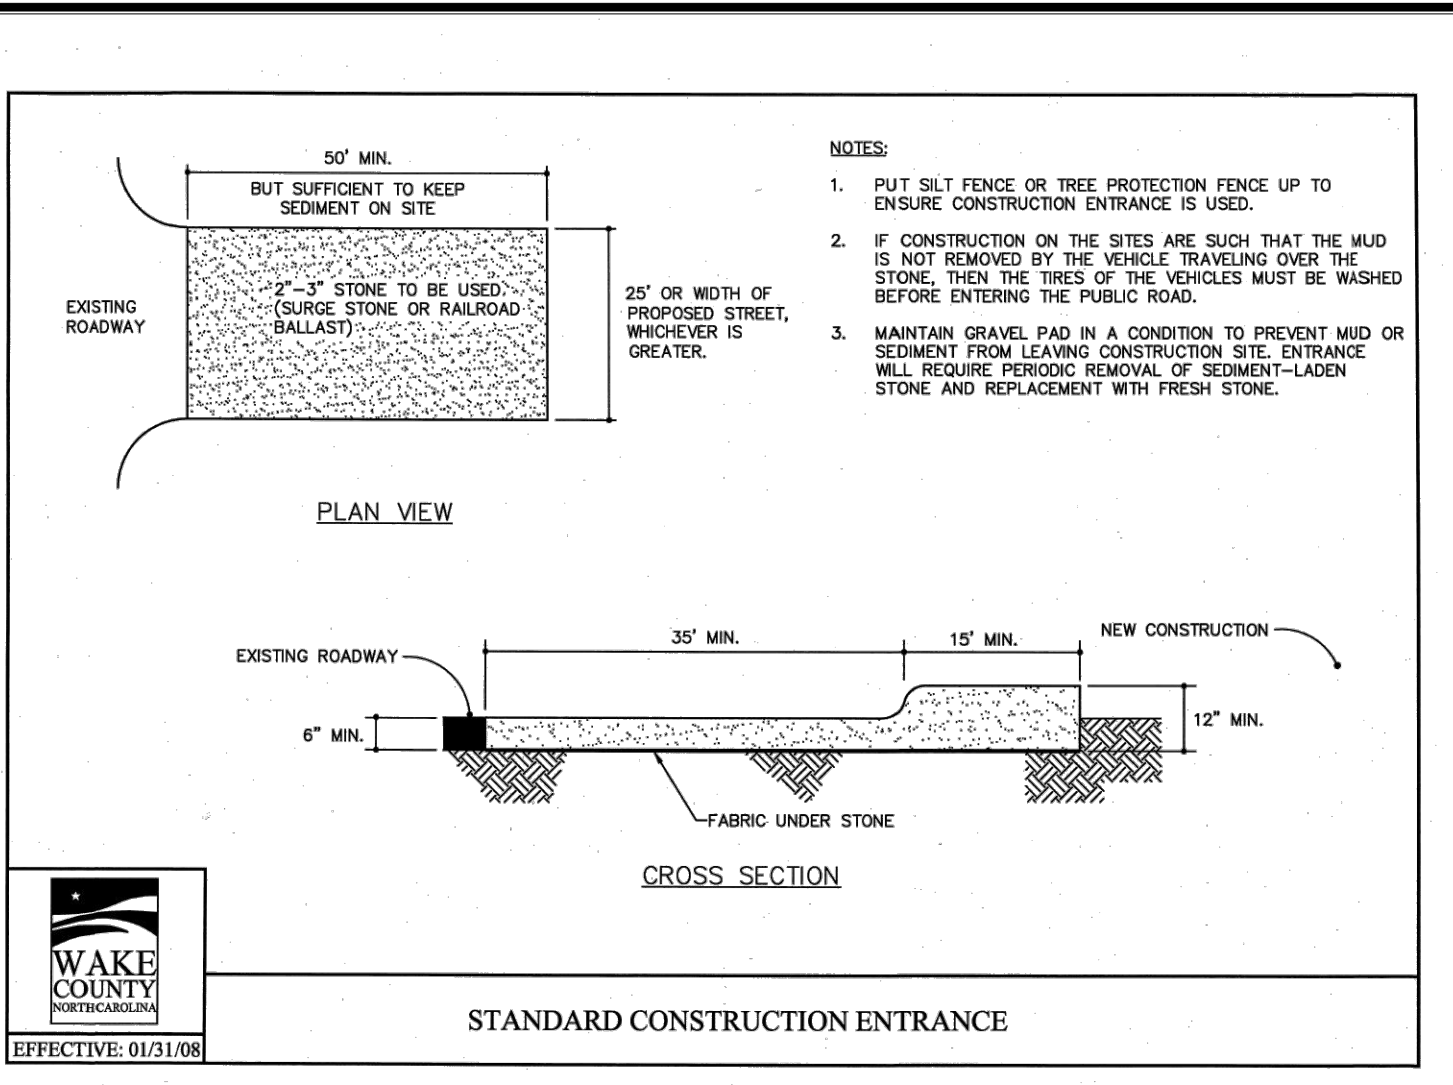 50' MIN.
BUT SUFFICIENT TO KEEP
SEDIMENT ON SITE
2"-3" STONE TO BE USED.
(SURGE STONE OR RAILROAD
BALLAST)
EXISTING
ROADWAY
25' OR WIDTH OF
PROPOSED STREET,
WHICHEVER IS
GREATER.
PLAN VIEW
NOTES:
1. PUT SILT FENCE OR TREE PROTECTION FENCE UP TO
ENSURE CONSTRUCTION ENTRANCE IS USED.
2. IF CONSTRUCTION ON THE SITES ARE SUCH THAT THE MUD
IS NOT REMOVED BY THE VEHICLE TRAVELING OVER THE
STONE, THEN THE TIRES OF THE VEHICLES MUST BE WASHED
BEFORE ENTERING THE PUBLIC ROAD.
3. MAINTAIN GRAVEL PAD IN A CONDITION TO PREVENT MUD OR
SEDIMENT FROM LEAVING CONSTRUCTION SITE. ENTRANCE
WILL REQUIRE PERIODIC REMOVAL OF SEDIMENT-LADEN
STONE AND REPLACEMENT WITH FRESH STONE.
EXISTING ROADWAY
35' MIN.
15' MIN.
NEW CONSTRUCTION
6" MIN.
12" MIN.
FABRIC UNDER STONE
CROSS SECTION
WAKE
COUNTY
NORTH CAROLINA
EFFECTIVE: 01/31/08
STANDARD CONSTRUCTION ENTRANCE